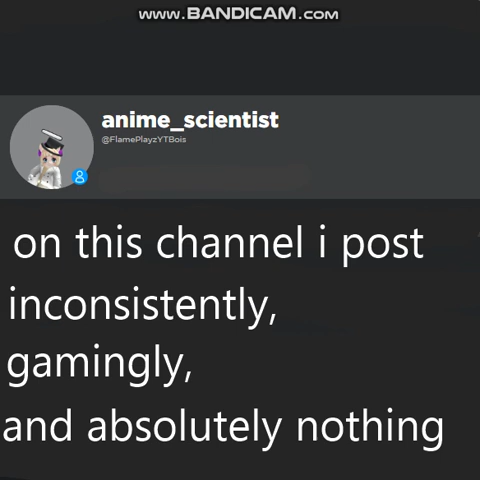 www.BANDICAM.com
anime_scientist
@FlamePlayzYTBois
on this channel i post
inconsistently,
gamingly,
and absolutely nothing